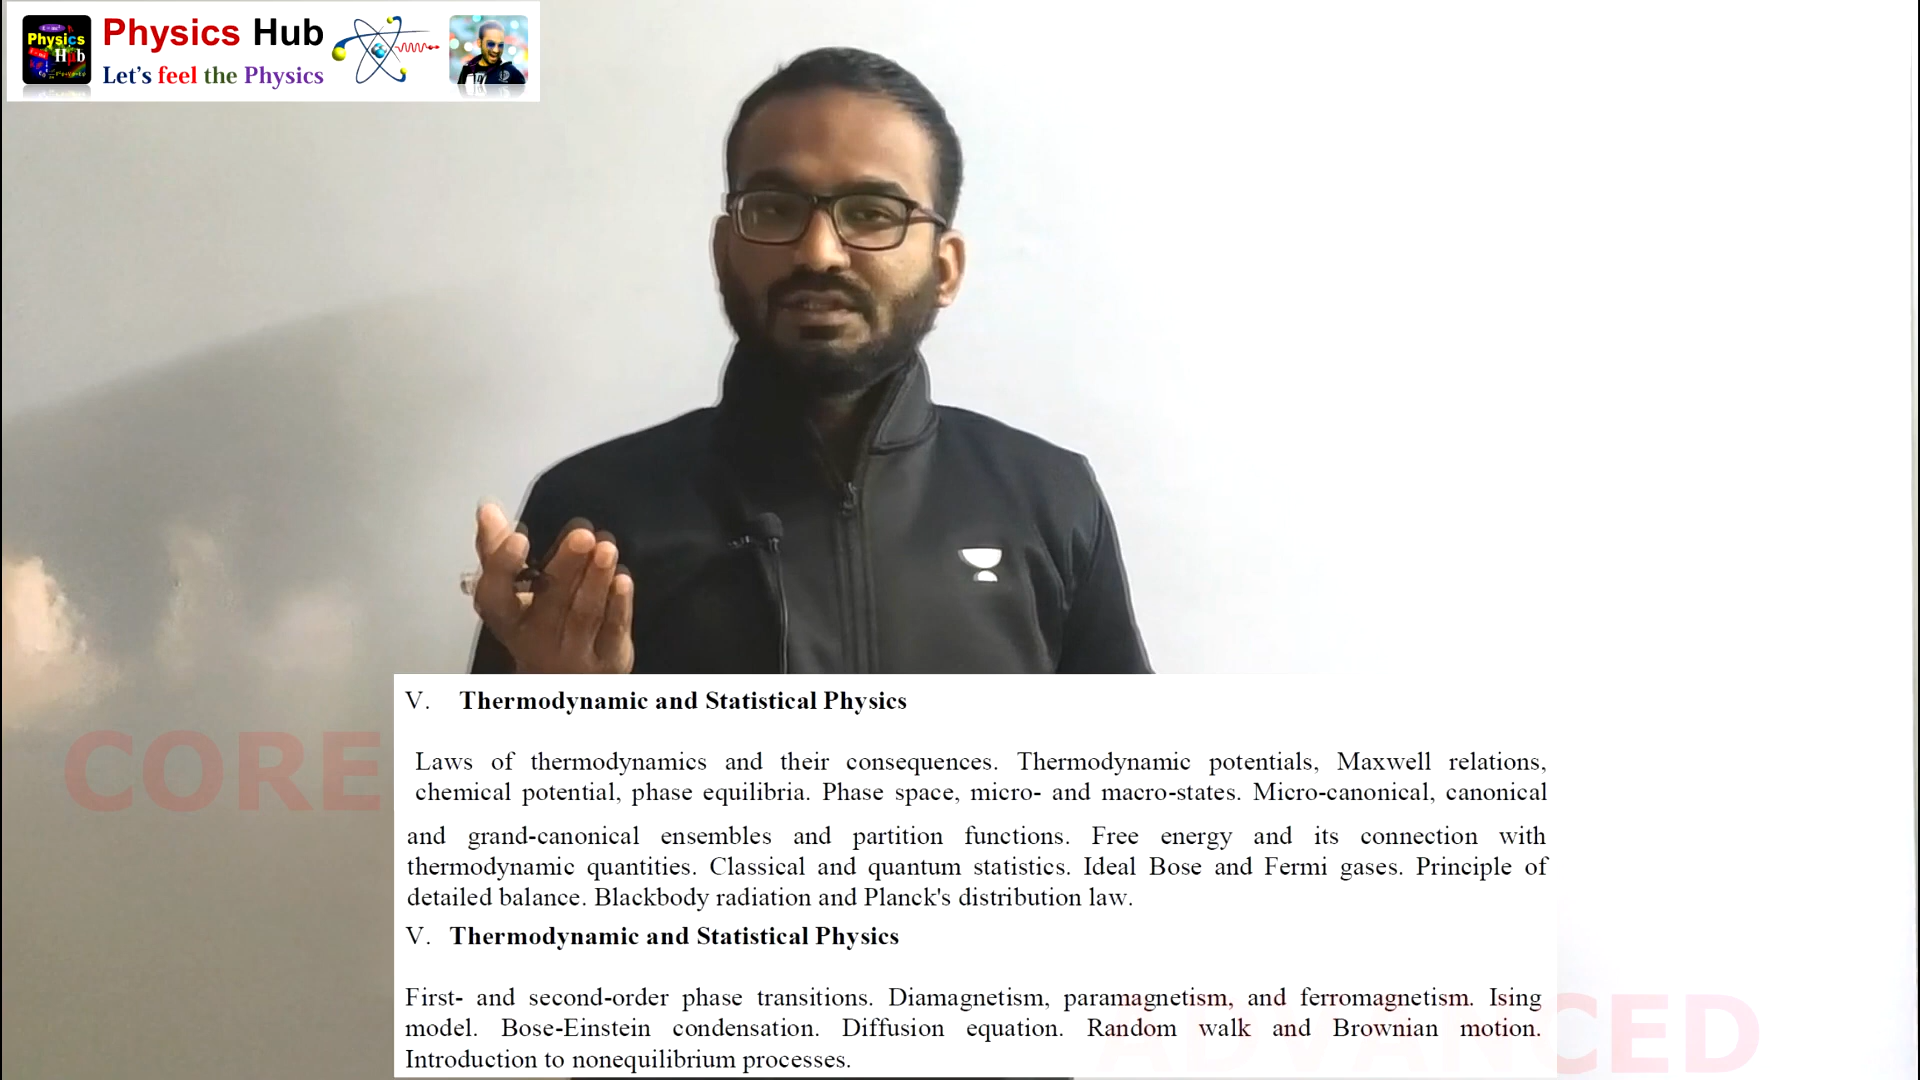 Physics
Hub
Physics Hub
Let's feel the Physics
V. Thermodynamic and Statistical Physics
Laws of thermodynamics and their consequences. Thermodynamic potentials, Maxwell relations,
chemical potential, phase equilibria. Phase space, micro- and macro-states. Micro-canonical, canonical
and grand-canonical ensembles and partition functions. Free energy and its connection with
thermodynamic quantities. Classical and quantum statistics. Ideal Bose and Fermi gases. Principle of
detailed balance. Blackbody radiation and Planck's distribution law.
CORE
V. Thermodynamic and Statistical Physics
First- and second-order phase transitions. Diamagnetism, paramagnetism, and ferromagnetism. Ising
model. Bose-Einstein condensation. Diffusion equation. Random walk and Brownian motion.
Introduction to nonequilibrium processes.
ADVANCED